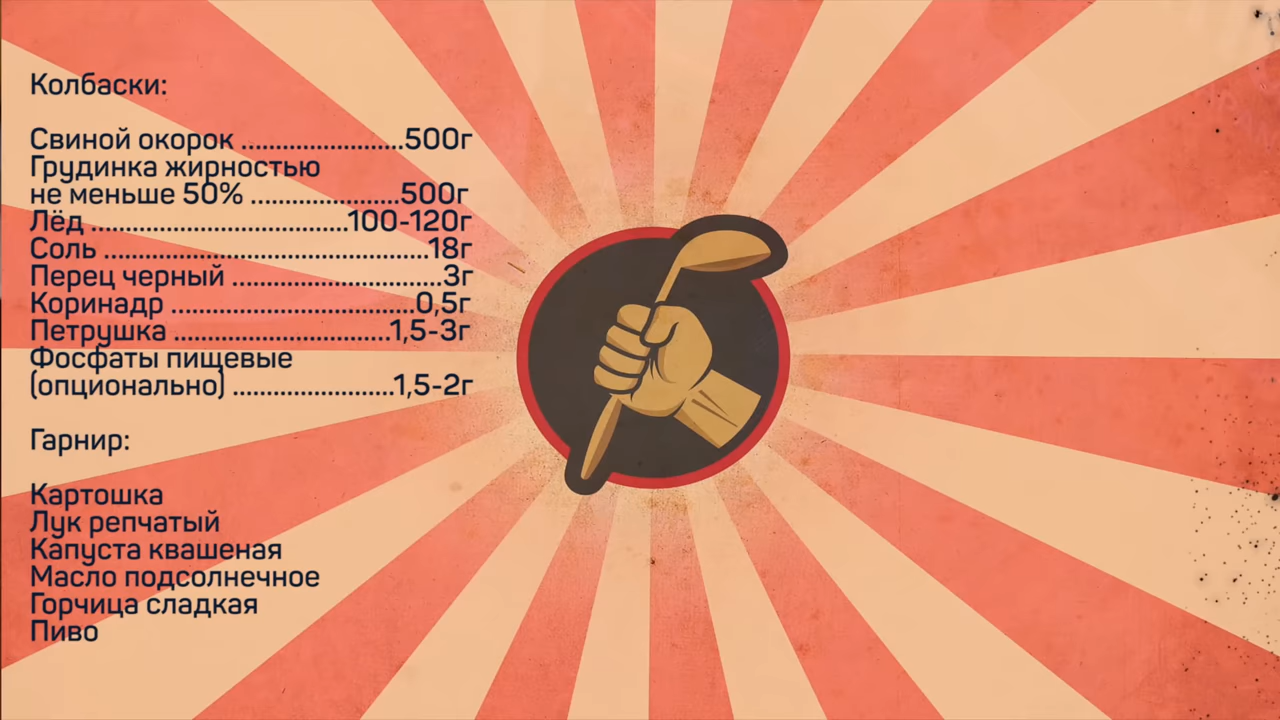 Колбаски:
Свиной окорок ......................500г
Грудинка жирностью
не меньше 50% ....................500г
Лёд ...................................100-120г
Соль ............................................18г
Перец черный ............................3г
Коринадр .................................0,5г
Петрушка .............................1,5-3г
Фосфаты пищевые
(опционально) ......................1,5-2г
Гарнир:
Картошка
Лук репчатый
Капуста квашеная
Масло подсолнечное
Горчица сладкая
Пиво